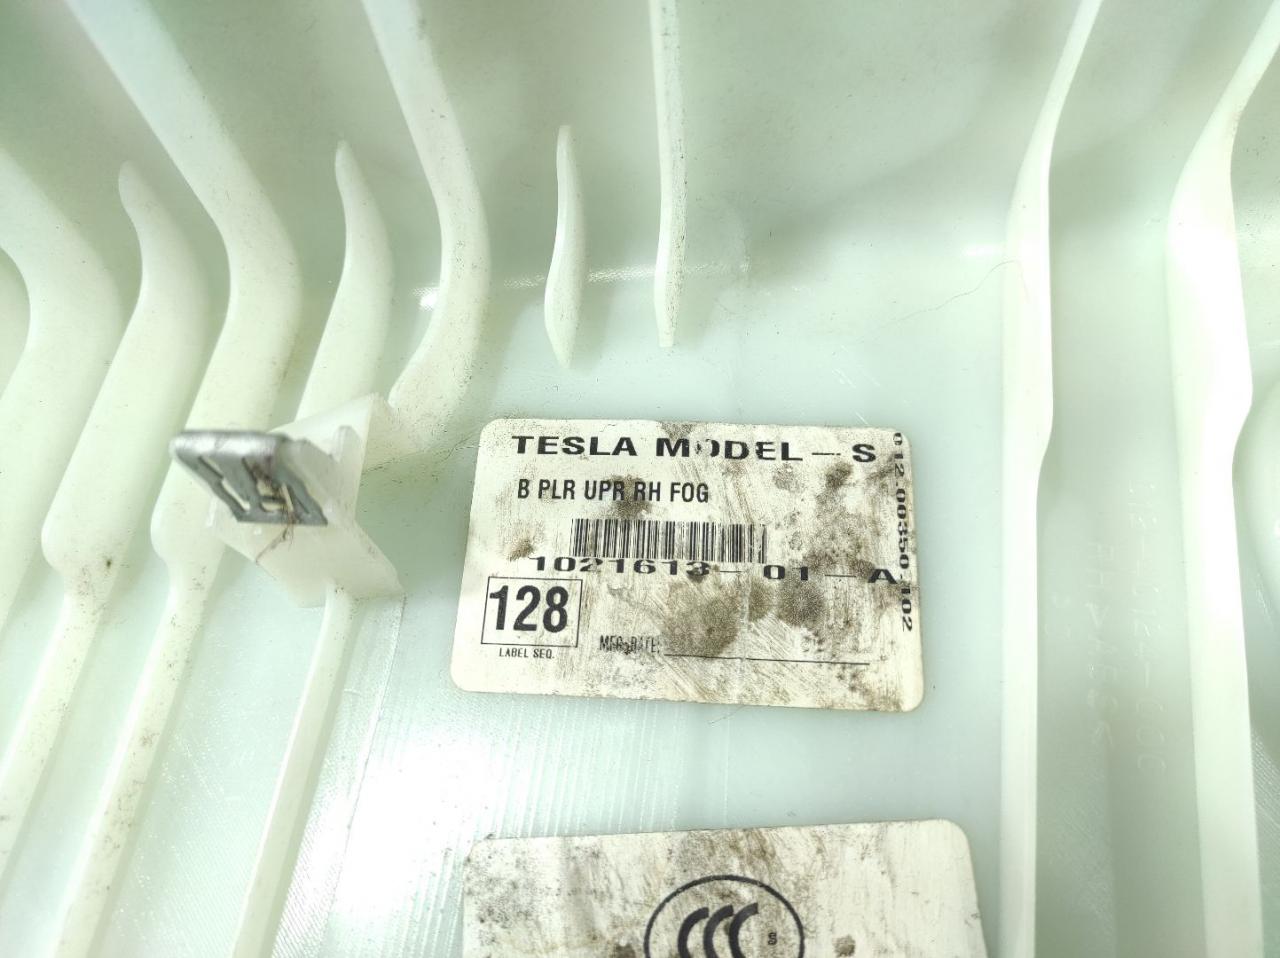 TESLA MODEL-S
B PLR UPR RH FOG
1021613-01-A
128
LABEL SEQ.
MFG. DATE:
012.00350.102
CCC
S